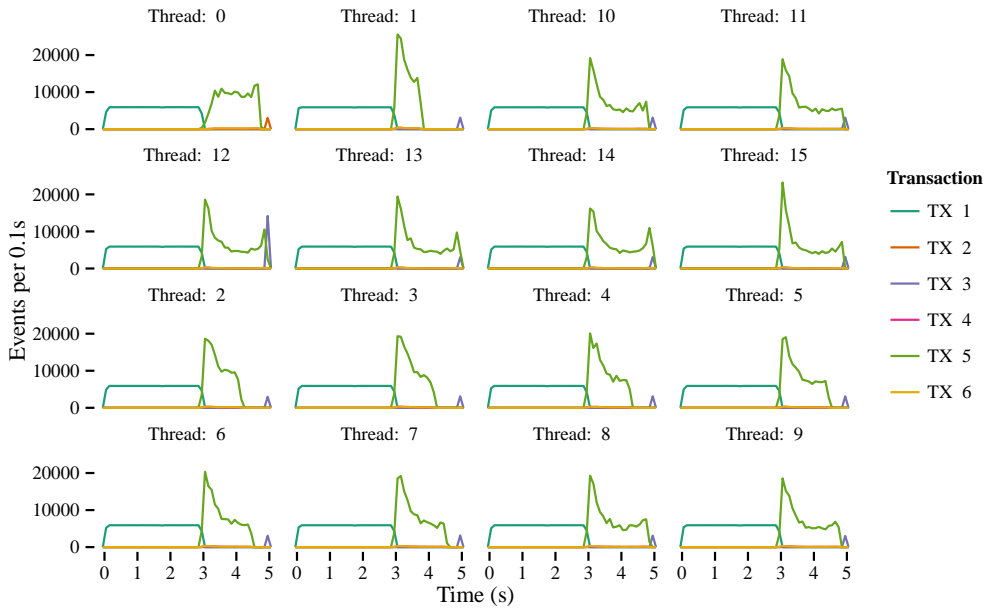 Thread: 0
Thread: 1
Thread: 10
Thread: 11
20000
10000
0
Thread: 12
Thread: 13
Thread: 14
Thread: 15
20000
10000
0
Thread: 2
Thread: 3
Thread: 4
Thread: 5
20000
10000
0
Thread: 6
Thread: 7
Thread: 8
Thread: 9
20000
10000
0
0 1 2 3 4 5
0 1 2 3 4 5
0 1 2 3 4 5
0 1 2 3 4 5
Time (s)
Events per 0.1s
Transaction
TX 1
TX 2
TX 3
TX 4
TX 5
TX 6